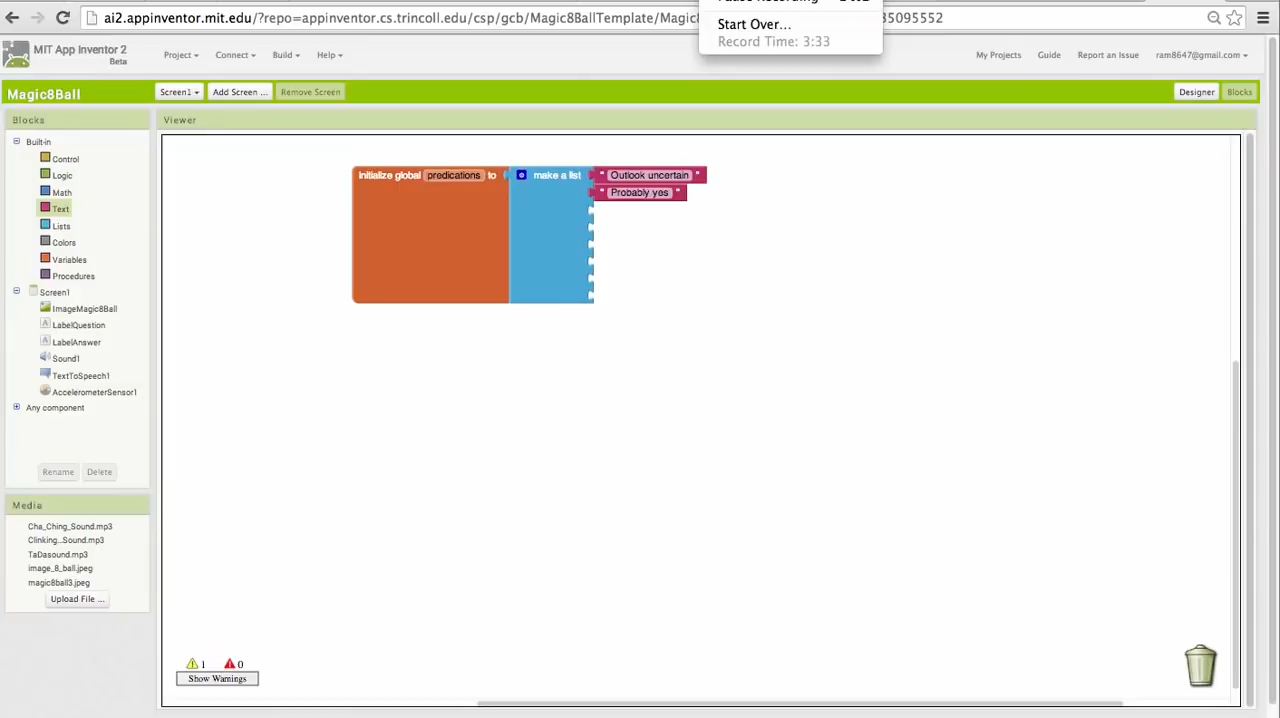 ai2.appinventor.mit.edu/?repo=appinventor.cs.trincoll.edu/csp/gcb/Magic8BallTemplate/Magic
35095552
Start Over...
Record Time: 3:33
MIT App Inventor 2
Beta
Project
Connect
Build
Help
My Projects
Guide
Report an Issue
ram8647@gmail.com
Magic8Ball
Screen1
Add Screen ...
Remove Screen
Designer
Blocks
Blocks
Viewer
Built-in
Control
Logic
Math
Text
Lists
Colors
Variables
Procedures
Screen1
ImageMagic8Ball
LabelQuestion
LabelAnswer
Sound1
TextToSpeech1
AccelerometerSensor1
Any component
Rename
Delete
initialize global predications to
make a list
" Outlook uncertain "
" Probably yes "
Media
Cha_Ching_Sound.mp3
Clinking...Sound.mp3
TaDasound.mp3
image_8_ball.jpeg
magic8ball3.jpeg
Upload File ...
1
0
Show Warnings